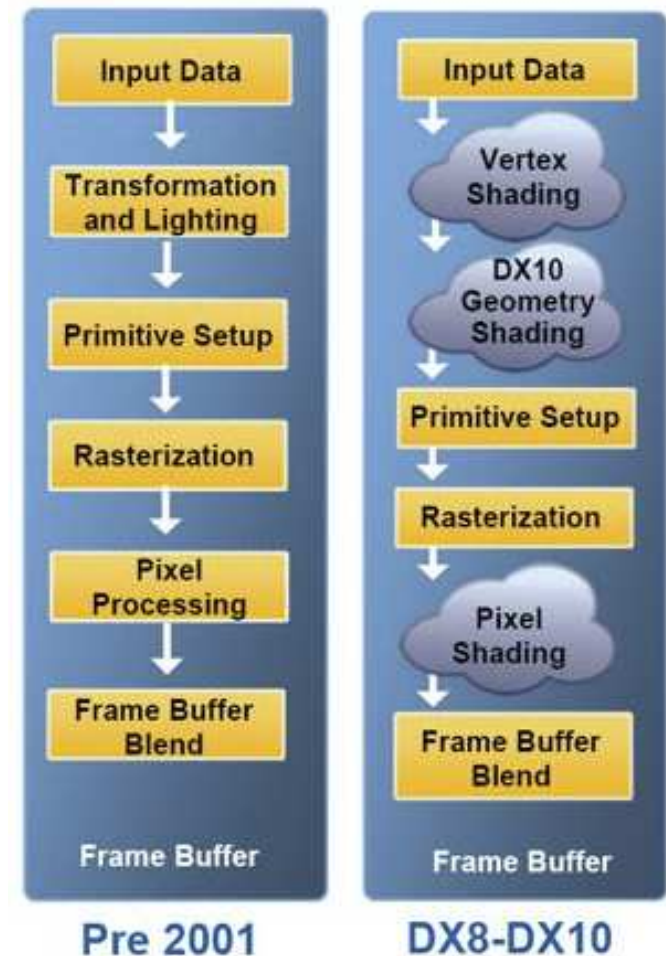 Input Data
Transformation
and Lighting
Primitive Setup
Rasterization
Pixel
Processing
Frame Buffer
Blend
Frame Buffer
Pre 2001
Input Data
Vertex
Shading
DX10
Geometry
Shading
Primitive Setup
Rasterization
Pixel
Shading
Frame Buffer
Blend
Frame Buffer
DX8-DX10